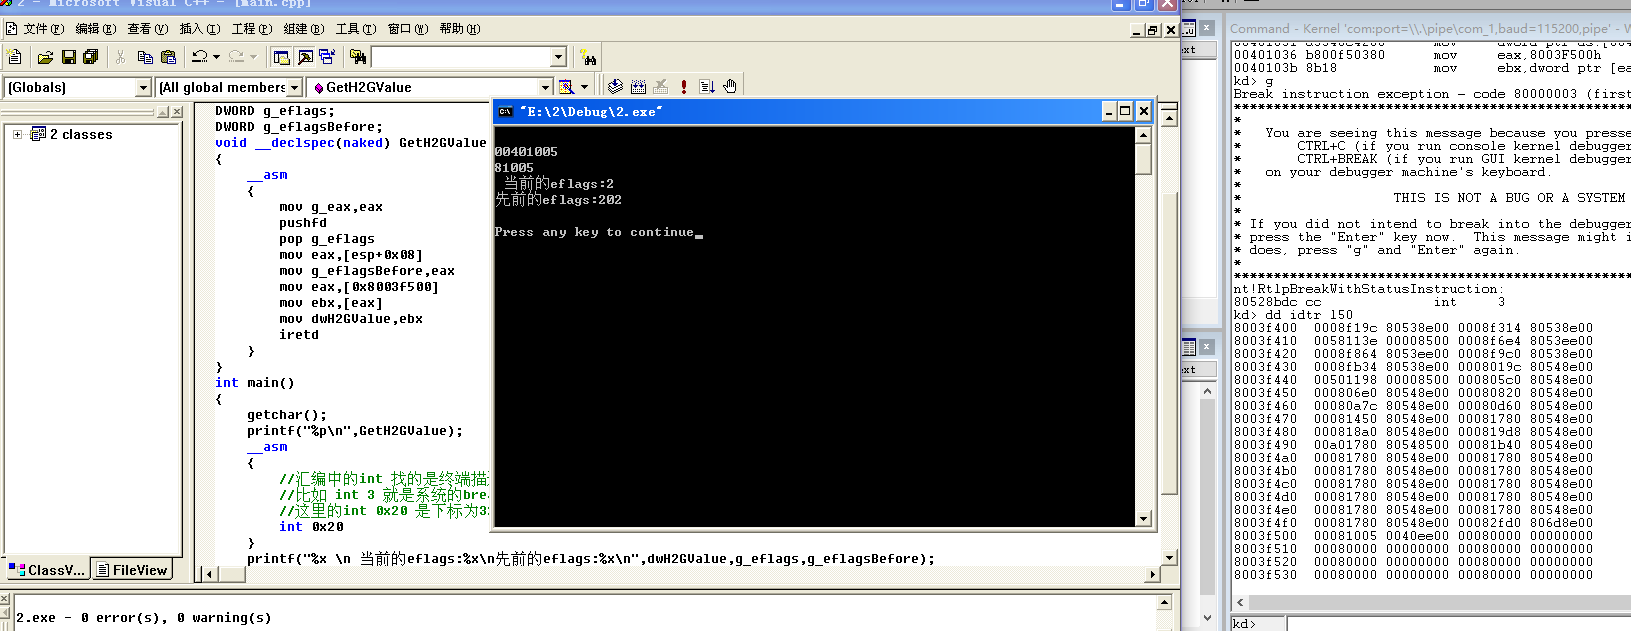 2 - Microsoft Visual C++ - [main.cpp]
文件(F) 编辑(E) 查看(V) 插入(I) 工程(P) 组建(B) 工具(T) 窗口(W) 帮助(H)
(Globals) (All global members GetH2GValue
2 classes
ClassV... FileView
DWORD g_eflags;
DWORD g_eflagsBefore;
void __declspec(naked) GetH2GValue
{
__asm
{
mov g_eax,eax
pushfd
pop g_eflags
mov eax,[esp+0x08]
mov g_eflagsBefore,eax
mov eax,[0x8003f500]
mov ebx,[eax]
mov dwH2GValue,ebx
iretd
}
}
int main()
{
getchar();
printf("%p\n",GetH2GValue);
__asm
{
//汇编中的int 找的是终端描
//比如 int 3 就是系统的brea
//这里的int 0x20 是下标为32
int 0x20
}
printf("%x \n 当前的eflags:%x\n先前的eflags:%x\n",dwH2GValue,g_eflags,g_eflagsBefore);
2.exe - 0 error(s), 0 warning(s)
"E:\2\Debug\2.exe"
00401005
81005
当前的eflags:2
先前的eflags:202
Press any key to continue
Command - Kernel 'com:port=\\.\pipe\com_1,baud=115200,pipe' - W
00401036 b800f50380 mov eax,8003F500h
0040103b 8b18 mov ebx,dword ptr [ea
kd> g
Break instruction exception - code 80000003 (first
*
* You are seeing this message because you presse
* CTRL+C (if you run console kernel debugger
* CTRL+BREAK (if you run GUI kernel debugger
* on your debugger machine's keyboard.
*
* THIS IS NOT A BUG OR A SYSTEM
*
* If you did not intend to break into the debugger
* press the "Enter" key now. This message might i
* does, press "g" and "Enter" again.
*
nt!RtlpBreakWithStatusInstruction:
80528bdc cc int 3
kd> dd idtr 150
8003f400 0008f19c 80538e00 0008f314 80538e00
8003f410 0058113e 00008500 0008f6e4 8053ee00
8003f420 0008f864 8053ee00 0008f9c0 80538e00
8003f430 0008fb34 80538e00 0008019c 80548e00
8003f440 00501198 00008500 000805c0 80548e00
8003f450 000806e0 80548e00 00080820 80548e00
8003f460 00080a7c 80548e00 00080d60 80548e00
8003f470 00081450 80548e00 00081780 80548e00
8003f480 000818a0 80548e00 000819d8 80548e00
8003f490 00a01780 80548500 00081b40 80548e00
8003f4a0 00081780 80548e00 00081780 80548e00
8003f4b0 00081780 80548e00 00081780 80548e00
8003f4c0 00081780 80548e00 00081780 80548e00
8003f4d0 00081780 80548e00 00081780 80548e00
8003f4e0 00081780 80548e00 00081780 80548e00
8003f4f0 00081780 80548e00 00082fd0 806d8e00
8003f500 00081005 0040ee00 00080000 00000000
8003f510 00080000 00000000 00080000 00000000
8003f520 00080000 00000000 00080000 00000000
8003f530 00080000 00000000 00080000 00000000
kd>